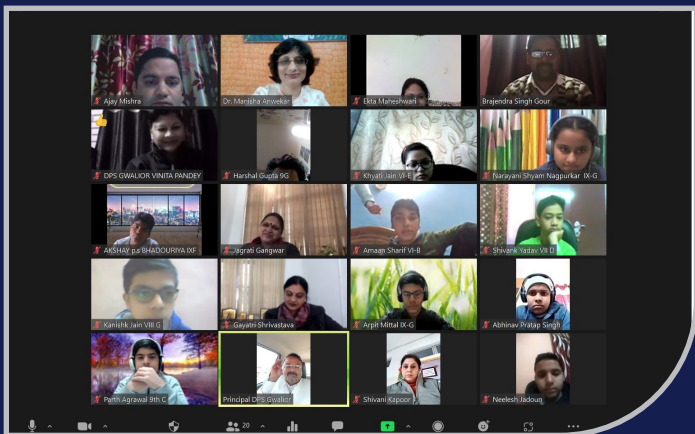 Ajay Mishra
Dr. Manisha Anwekar
Ekta Maheshwari
Brajendra Singh Gour
DPS GWALIOR VINITA PANDEY
Harshal Gupta 9G
Khyati Jain VI-E
Narayani Shyam Nagpurkar IX-G
AKSHAY p.s BHADOURIYA IXF
Jagrati Gangwar
Amaan Sharif VI-B
Shivank Yadav VII D
Kanishk Jain VIII G
Gayatri Shrivastava
Arpit Mittal IX-G
Abhinav Pratap Singh
Parth Agrawal 9th C
Principal DPS Gwalior
Shivani Kapoor
Neelesh Jadoun
20